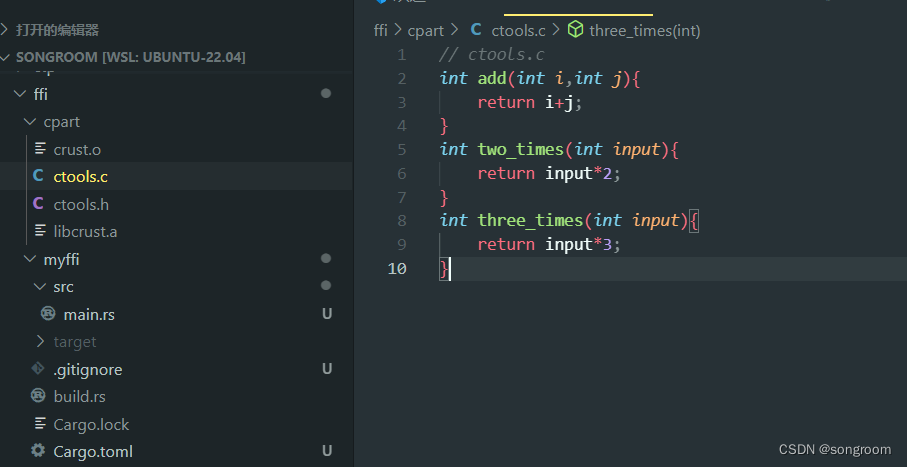 打开的编辑器
SONGROOM [WSL: UBUNTU-22.04]
ffi
cpart
crust.o
ctools.c
ctools.h
libcrust.a
myffi
src
main.rs U
target
.gitignore U
build.rs
Cargo.lock
Cargo.toml U
ffi > cpart > C ctools.c > three_times(int)
1 // ctools.c
2 int add(int i,int j){
3     return i+j;
4 }
5 int two_times(int input){
6     return input*2;
7 }
8 int three_times(int input){
9     return input*3;
10 }
CSDN @songroom